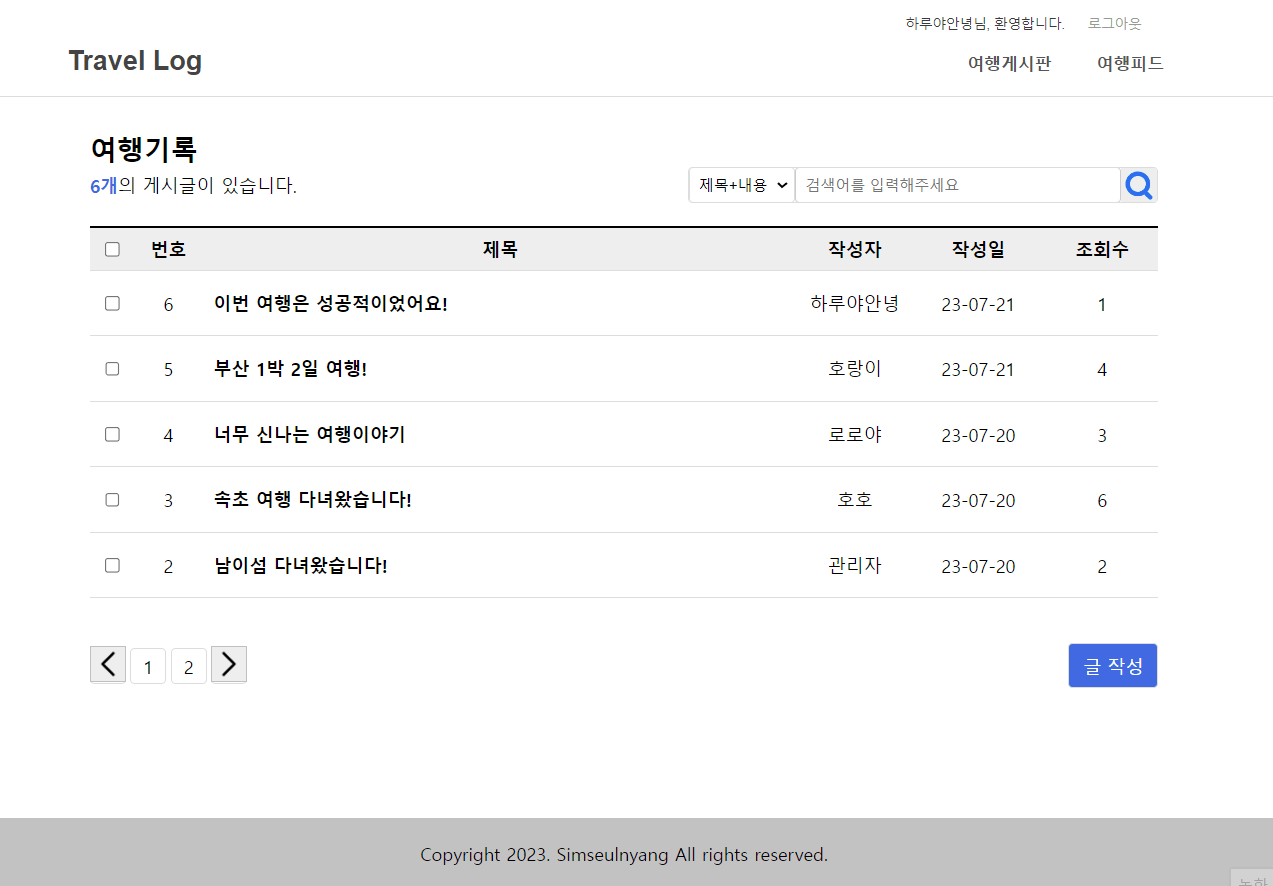 하루야안녕님, 환영합니다. 로그아웃
Travel Log 여행게시판 여행피드
여행기록
6개의 게시글이 있습니다. 제목+내용 검색어를 입력해주세요
번호 제목 작성자 작성일 조회수
6 이번 여행은 성공적이었어요! 하루야안녕 23-07-21 1
5 부산 1박 2일 여행! 호랑이 23-07-21 4
4 너무 신나는 여행이야기 로로야 23-07-20 3
3 속초 여행 다녀왔습니다! 호호 23-07-20 6
2 남이섬 다녀왔습니다! 관리자 23-07-20 2
1 2 글 작성
Copyright 2023. Simseulnyang All rights reserved.